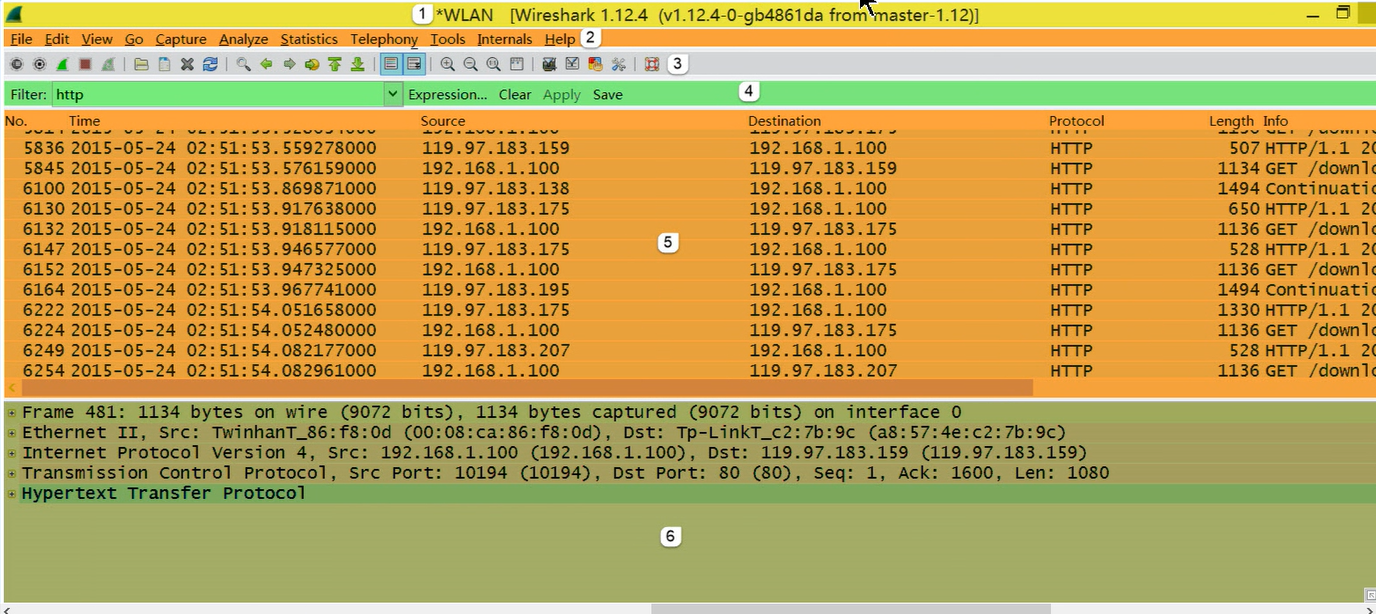 1 *WLAN [Wireshark 1.12.4 (v1.12.4-0-gb4861da from master-1.12)]
File Edit View Go Capture Analyze Statistics Telephony Tools Internals Help 2
3
Filter: http Expression... Clear Apply Save 4
No. Time Source Destination Protocol Length Info
5836 2015-05-24 02:51:53.559278000 119.97.183.159 192.168.1.100 HTTP 507 HTTP/1.1 20
5845 2015-05-24 02:51:53.576159000 192.168.1.100 119.97.183.159 HTTP 1134 GET /downlo
6100 2015-05-24 02:51:53.869871000 119.97.183.138 192.168.1.100 HTTP 1494 Continuatio
6130 2015-05-24 02:51:53.917638000 119.97.183.175 192.168.1.100 HTTP 650 HTTP/1.1 20
6132 2015-05-24 02:51:53.918115000 192.168.1.100 119.97.183.175 HTTP 1136 GET /downlo
6147 2015-05-24 02:51:53.946577000 119.97.183.175 192.168.1.100 HTTP 528 HTTP/1.1 20
5
6152 2015-05-24 02:51:53.947325000 192.168.1.100 119.97.183.175 HTTP 1136 GET /downlo
6164 2015-05-24 02:51:53.967741000 119.97.183.195 192.168.1.100 HTTP 1494 Continuatio
6222 2015-05-24 02:51:54.051658000 119.97.183.175 192.168.1.100 HTTP 1330 HTTP/1.1 20
6224 2015-05-24 02:51:54.052480000 192.168.1.100 119.97.183.175 HTTP 1136 GET /downlo
6249 2015-05-24 02:51:54.082177000 119.97.183.207 192.168.1.100 HTTP 528 HTTP/1.1 20
6254 2015-05-24 02:51:54.082961000 192.168.1.100 119.97.183.207 HTTP 1136 GET /downlo
Frame 481: 1134 bytes on wire (9072 bits), 1134 bytes captured (9072 bits) on interface 0
Ethernet II, Src: TwinhanT_86:f8:0d (00:08:ca:86:f8:0d), Dst: Tp-LinkT_c2:7b:9c (a8:57:4e:c2:7b:9c)
Internet Protocol Version 4, Src: 192.168.1.100 (192.168.1.100), Dst: 119.97.183.159 (119.97.183.159)
Transmission Control Protocol, Src Port: 10194 (10194), Dst Port: 80 (80), Seq: 1, Ack: 1600, Len: 1080
Hypertext Transfer Protocol
6